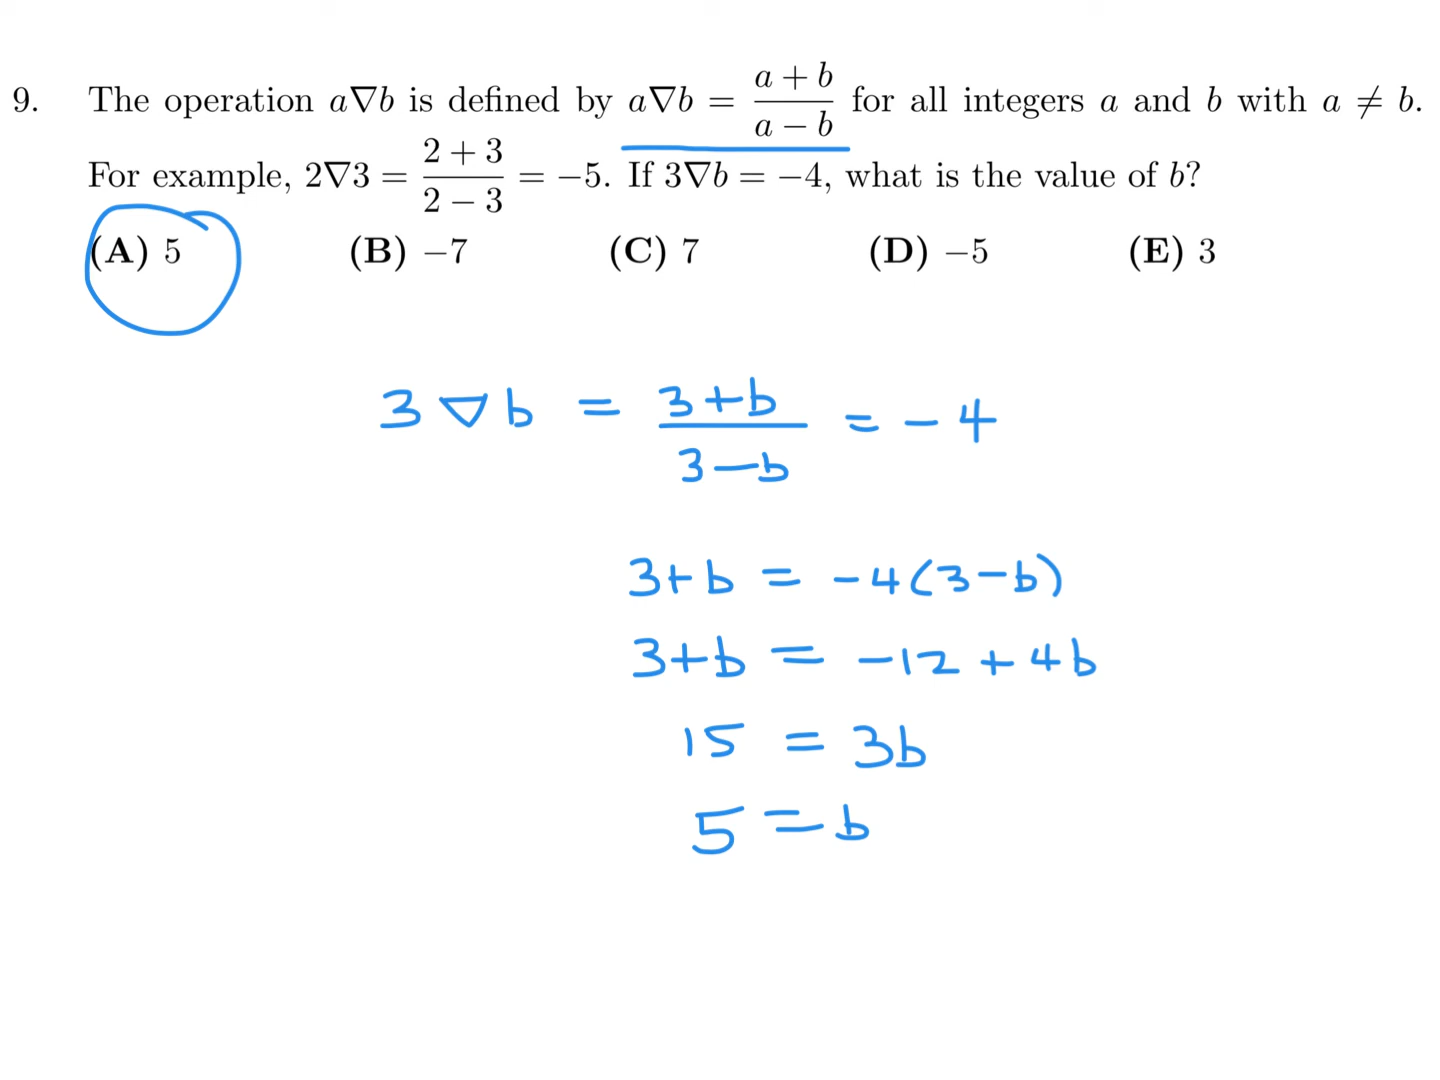 9. The operation a∇b is defined by a∇b = (a + b)/(a − b) for all integers a and b with a ≠ b.
For example, 2∇3 = (2 + 3)/(2 − 3) = −5. If 3∇b = −4, what is the value of b?
(A) 5 (B) −7 (C) 7 (D) −5 (E) 3
3 ∇ b = (3+b)/(3−b) = −4
3+b = −4(3−b)
3+b = −12 + 4b
15 = 3b
5 = b